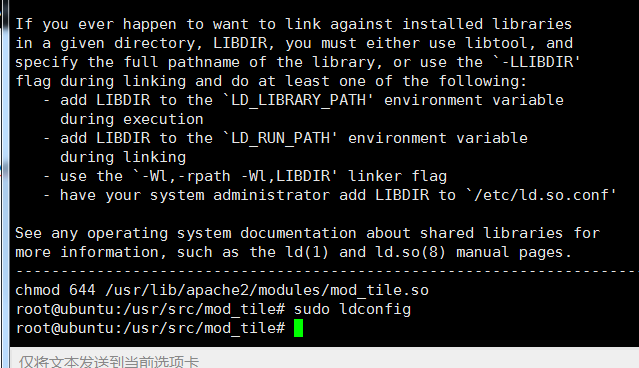 If you ever happen to want to link against installed libraries
in a given directory, LIBDIR, you must either use libtool, and
specify the full pathname of the library, or use the `-LLIBDIR'
flag during linking and do at least one of the following:
   - add LIBDIR to the `LD_LIBRARY_PATH' environment variable
     during execution
   - add LIBDIR to the `LD_RUN_PATH' environment variable
     during linking
   - use the `-Wl,-rpath -Wl,LIBDIR' linker flag
   - have your system administrator add LIBDIR to `/etc/ld.so.conf'

See any operating system documentation about shared libraries for
more information, such as the ld(1) and ld.so(8) manual pages.
----------------------------------------------------------------------
chmod 644 /usr/lib/apache2/modules/mod_tile.so
root@ubuntu:/usr/src/mod_tile# sudo ldconfig
root@ubuntu:/usr/src/mod_tile#
仅将文本发送到当前选项卡